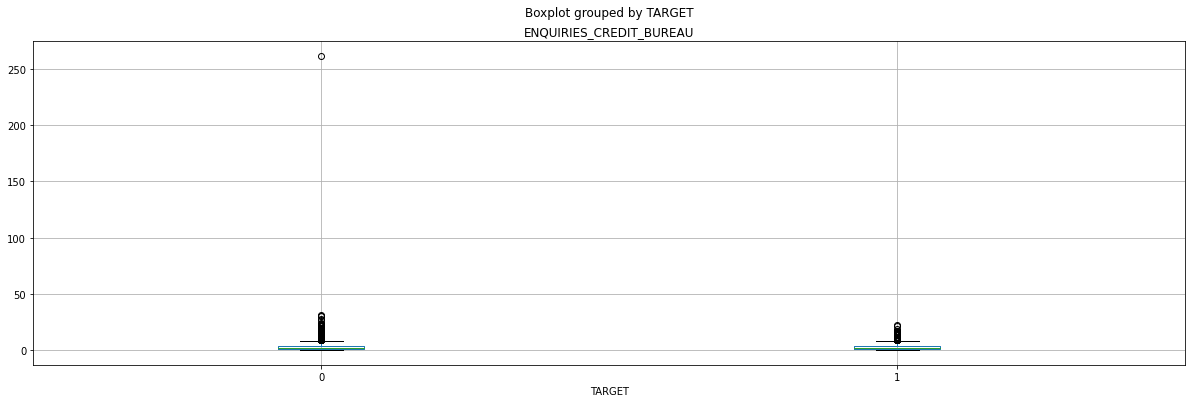 Boxplot grouped by TARGET
ENQUIRIES_CREDIT_BUREAU
250
200
150
100
50
0
0 1
TARGET